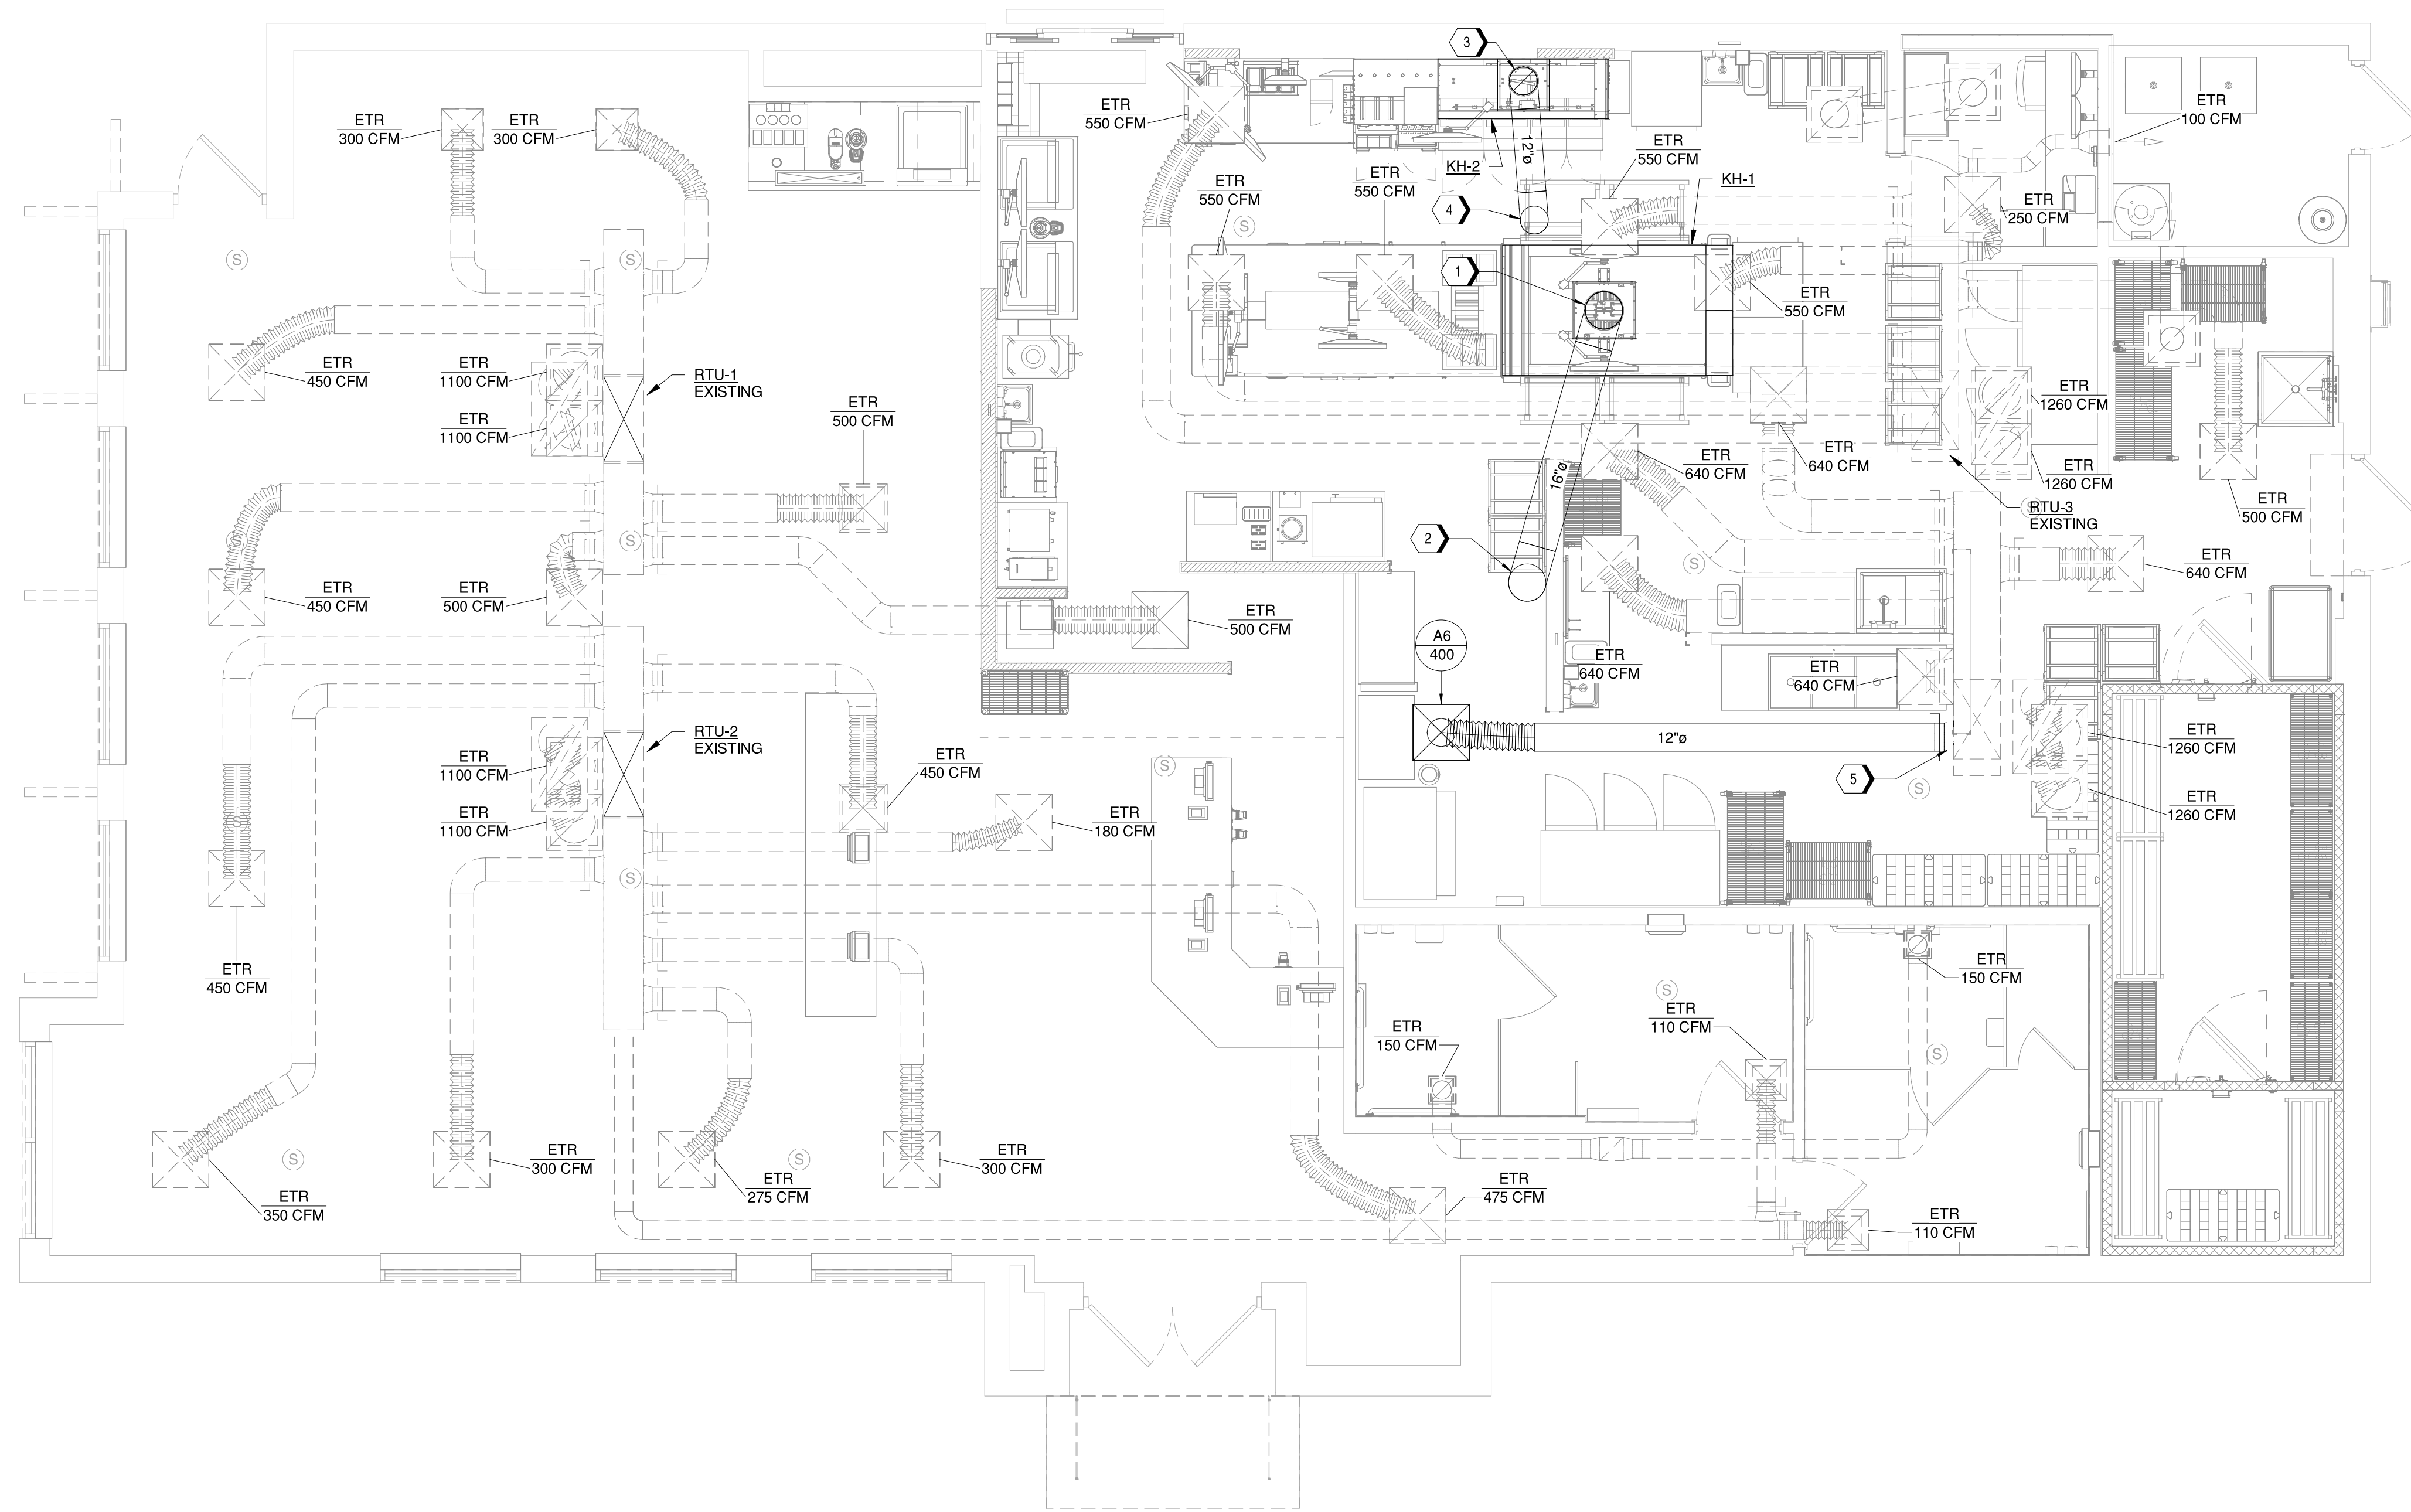 3
ETR
300 CFM
ETR
300 CFM
ETR
550 CFM
12"ø
KH-2
ETR
550 CFM
ETR
100 CFM
ETR
550 CFM
ETR
550 CFM
KH-1
4
ETR
250 CFM
S
S
S
1
ETR
550 CFM
ETR
450 CFM
ETR
1100 CFM
RTU-1
EXISTING
ETR
1100 CFM
ETR
500 CFM
ETR
1260 CFM
ETR
640 CFM
ETR
640 CFM
16"ø
ETR
1260 CFM
ETR
500 CFM
RTU-3
EXISTING
S
S
S
S
2
S
ETR
640 CFM
ETR
450 CFM
ETR
500 CFM
ETR
500 CFM
A6
400
ETR
640 CFM
ETR
640 CFM
RTU-2
EXISTING
12"ø
ETR
1260 CFM
ETR
1100 CFM
ETR
450 CFM
S
5
S
ETR
1260 CFM
ETR
1100 CFM
ETR
180 CFM
S
ETR
450 CFM
ETR
150 CFM
S
ETR
110 CFM
ETR
150 CFM
S
S
ETR
300 CFM
S
ETR
300 CFM
ETR
275 CFM
ETR
350 CFM
ETR
475 CFM
ETR
110 CFM